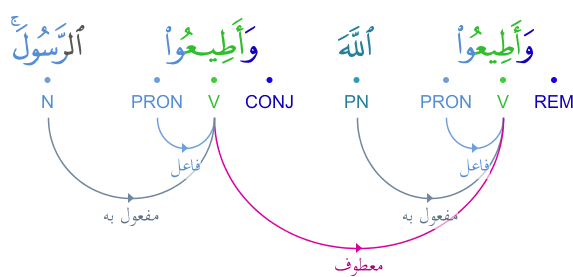 وَأَطِيعُوا۟ ٱللَّهَ وَأَطِيعُوا۟ ٱلرَّسُولَ ۚ
N PRON V CONJ PN PRON V REM
فاعل فاعل
مفعول به مفعول به
معطوف